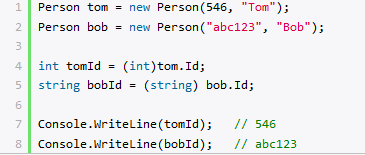 1 Person tom = new Person(546, "Tom");
2 Person bob = new Person("abc123", "Bob");
3
4 int tomId = (int)tom.Id;
5 string bobId = (string) bob.Id;
6
7 Console.WriteLine(tomId);   // 546
8 Console.WriteLine(bobId);   // abc123